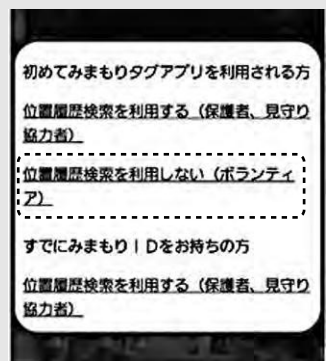 初めてみまもりタグアプリを利用される方
位置履歴検索を利用する（保護者、見守り
協力者）
位置履歴検索を利用しない（ボランティ
ア）
すでにみまもりＩＤをお持ちの方
位置履歴検索を利用する（保護者、見守り
協力者）